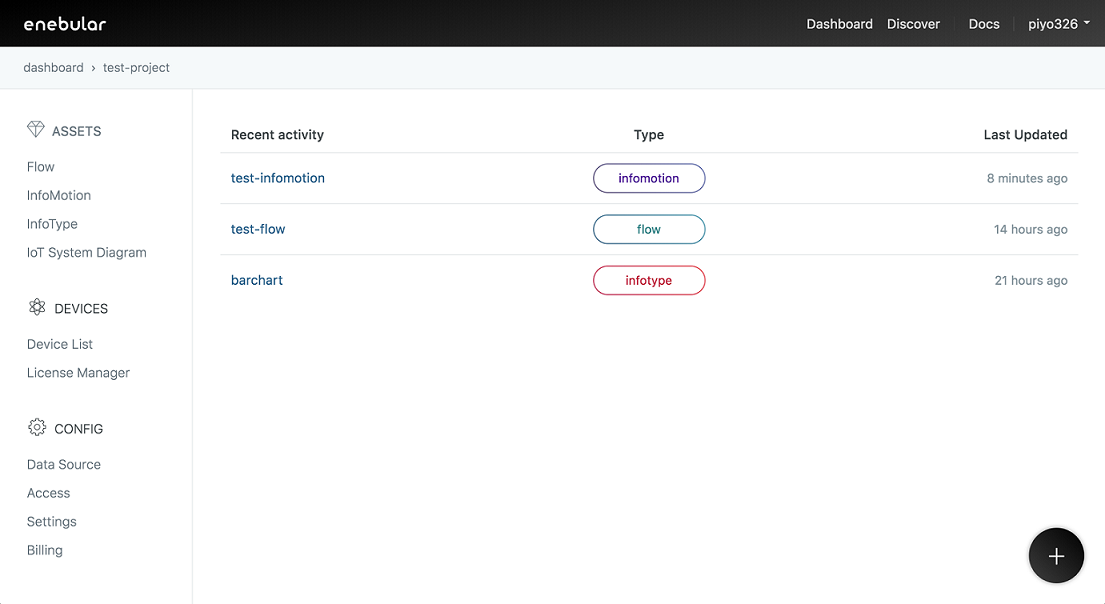 enebular
Dashboard Discover Docs piyo326
dashboard › test-project
ASSETS
Flow
InfoMotion
InfoType
IoT System Diagram
DEVICES
Device List
License Manager
CONFIG
Data Source
Access
Settings
Billing
Recent activity Type Last Updated
test-infomotion infomotion 8 minutes ago
test-flow flow 14 hours ago
barchart infotype 21 hours ago
+